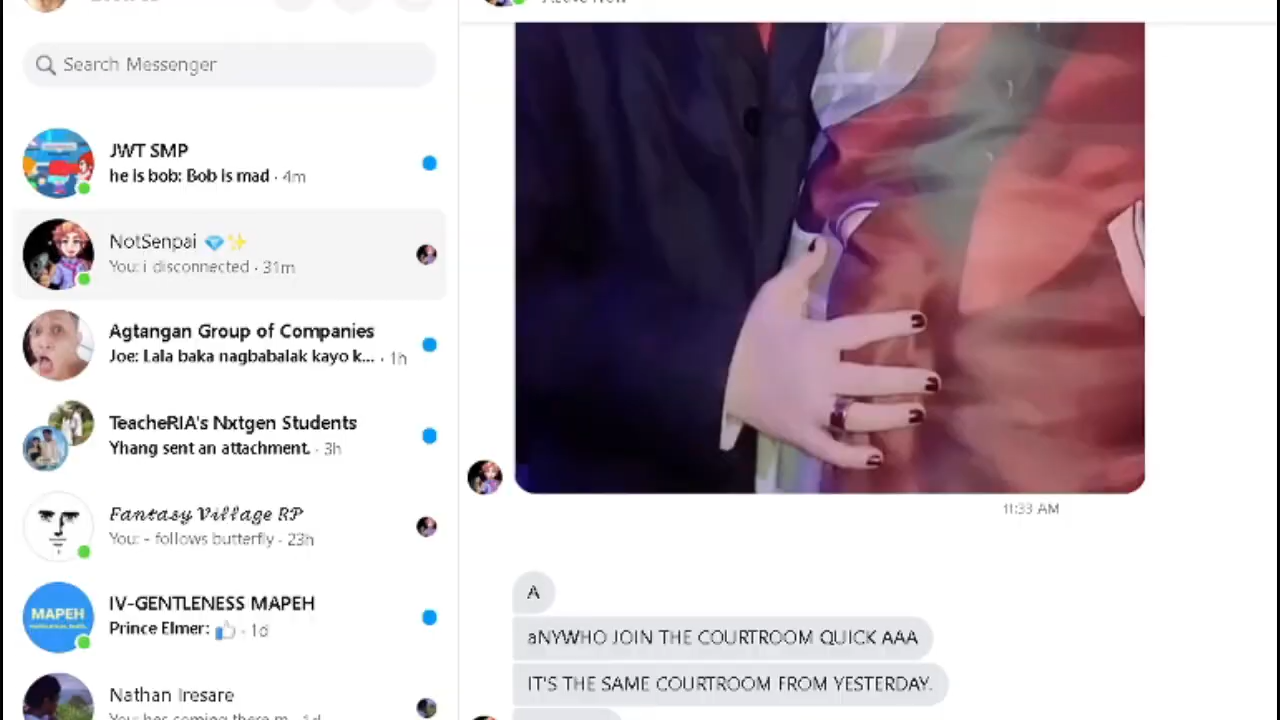 Search Messenger
JWT SMP
he is bob: Bob is mad · 4m
NotSenpai 💎✨
You: i disconnected · 31m
Agtangan Group of Companies
Joe: Lala baka nagbabalak kayo k... · 1h
TeacheRIA's Nxtgen Students
Yhang sent an attachment. · 3h
𝓕𝓪𝓷𝓽𝓪𝓼𝔂 𝓥𝓲𝓵𝓵𝓪𝓰𝓮 𝓡𝓟
You: - follows butterfly · 23h
MAPEH
IV-GENTLENESS MAPEH
Prince Elmer: 👍 · 1d
Nathan Iresare
11:33 AM
A
aNYWHO JOIN THE COURTROOM QUICK AAA
IT'S THE SAME COURTROOM FROM YESTERDAY.